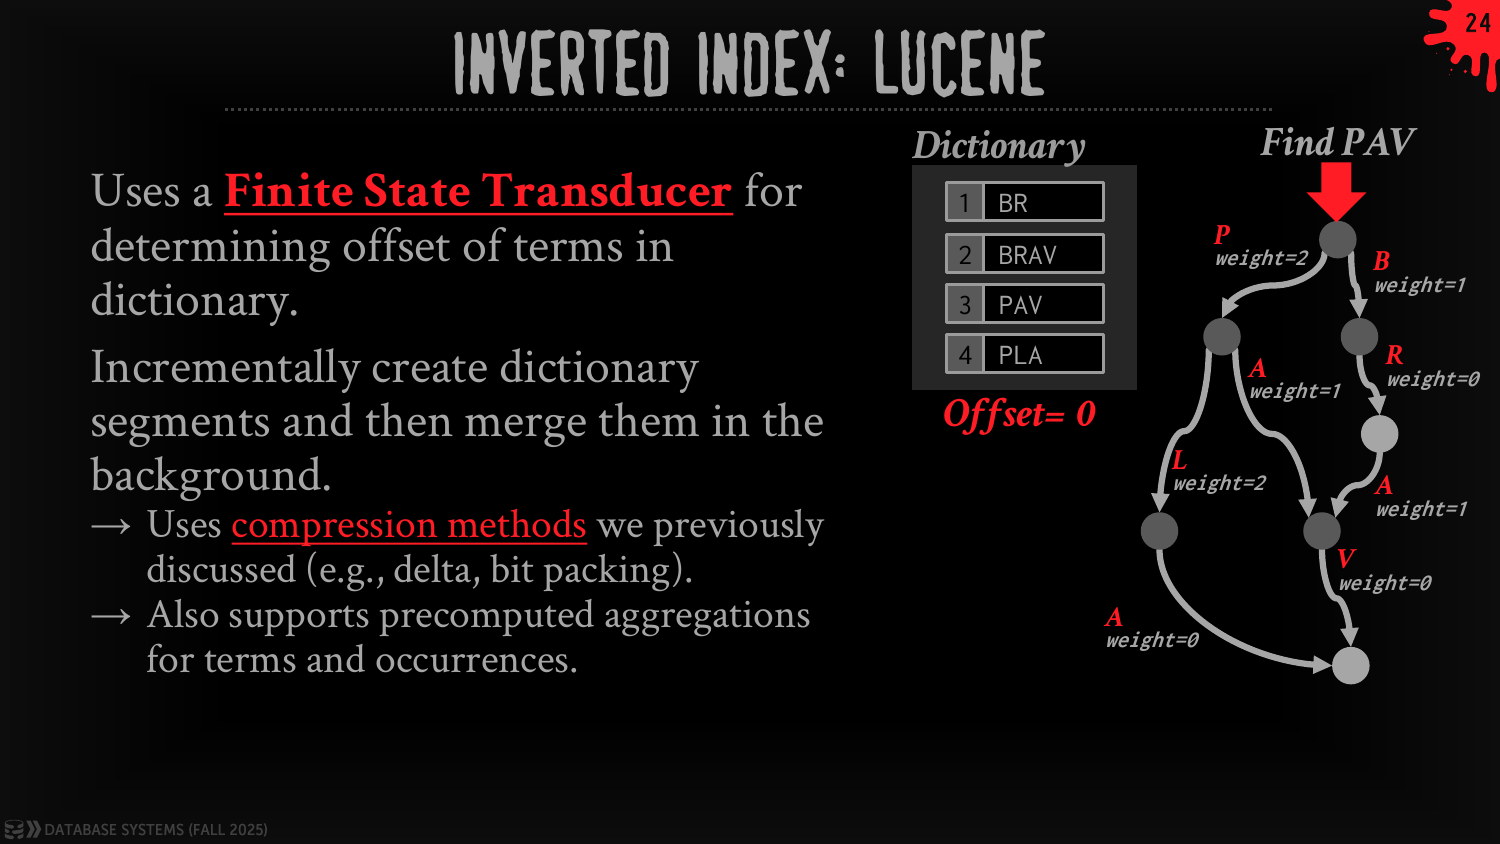 24
INVERTED INDEX: LUCENE
Uses a Finite State Transducer for
determining offset of terms in
dictionary.
Incrementally create dictionary
segments and then merge them in the
background.
→ Uses compression methods we previously
discussed (e.g., delta, bit packing).
→ Also supports precomputed aggregations
for terms and occurrences.
Dictionary
1 BR
2 BRAV
3 PAV
4 PLA
Offset= 0
Find PAV
P
weight=2
B
weight=1
A
weight=1
R
weight=0
L
weight=2
A
weight=1
V
weight=0
A
weight=0
DATABASE SYSTEMS (FALL 2025)